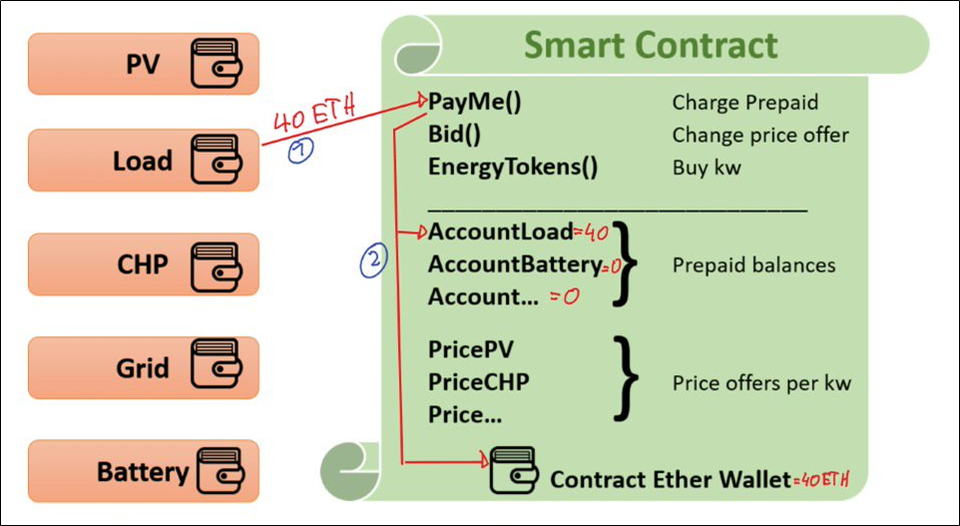 Smart Contract
PV
Load
CHP
Grid
Battery
40 ETH
1
PayMe() Charge Prepaid
Bid() Change price offer
EnergyTokens() Buy kw
2
AccountLoad=40
AccountBattery=0 Prepaid balances
Account... =0
PricePV
PriceCHP Price offers per kw
Price...
Contract Ether Wallet=40ETH